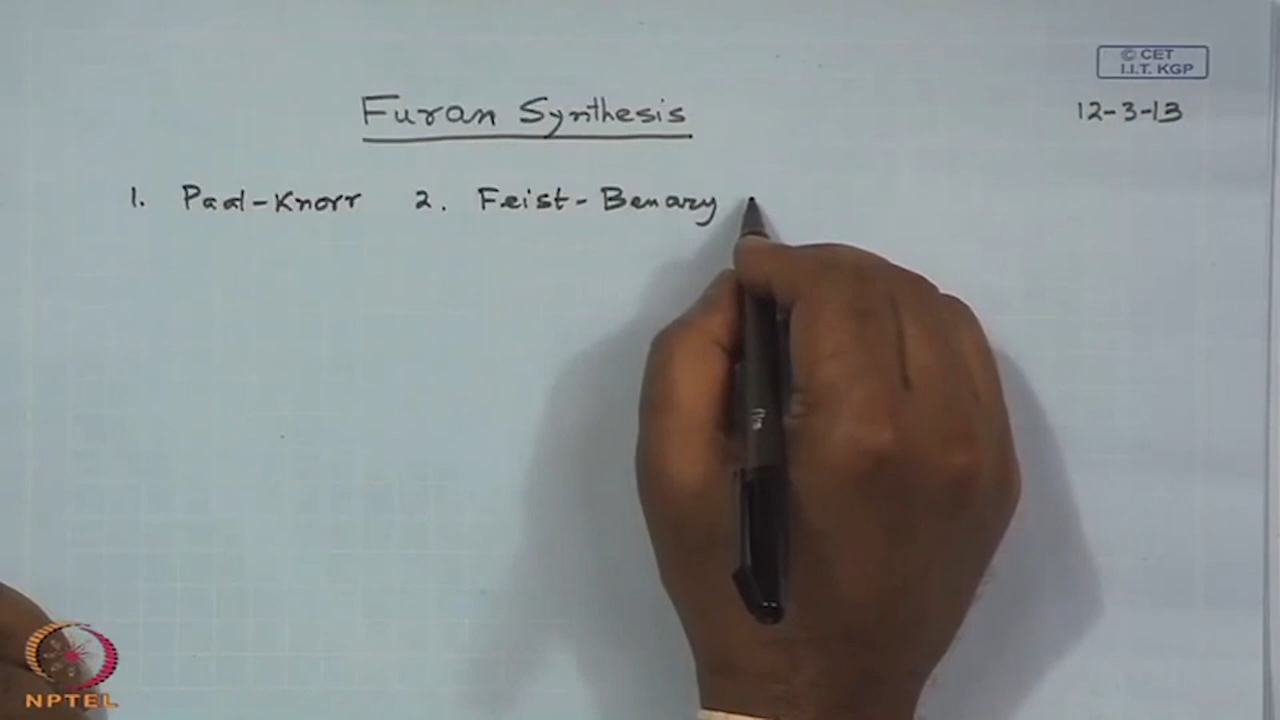 © CET
I.I.T. KGP
Furan Synthesis
12-3-13
1. Paal-Knorr 2. Feist-Benary
NPTEL